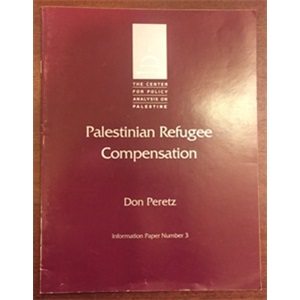 THE CENTER
FOR POLICY
ANALYSIS ON
PALESTINE
Palestinian Refugee
Compensation
Don Peretz
Information Paper Number 3